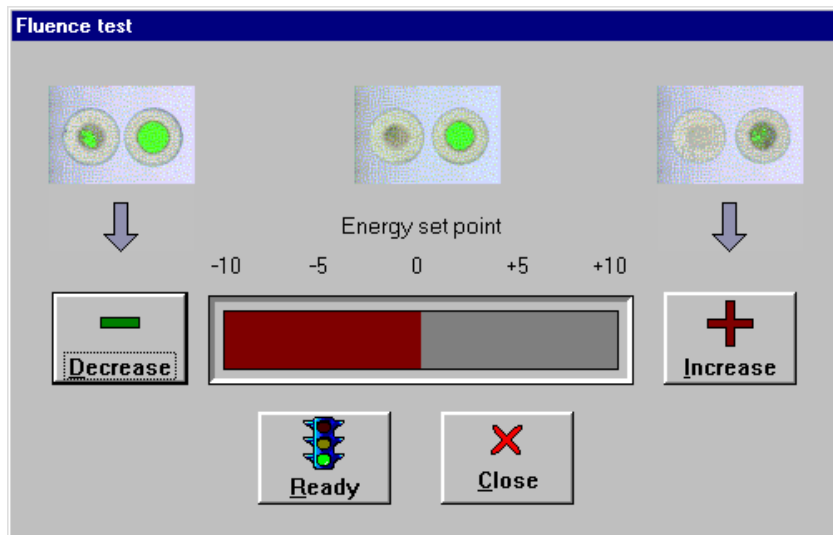 Fluence test
Energy set point
-10 -5 0 +5 +10
Decrease
Increase
Ready
Close